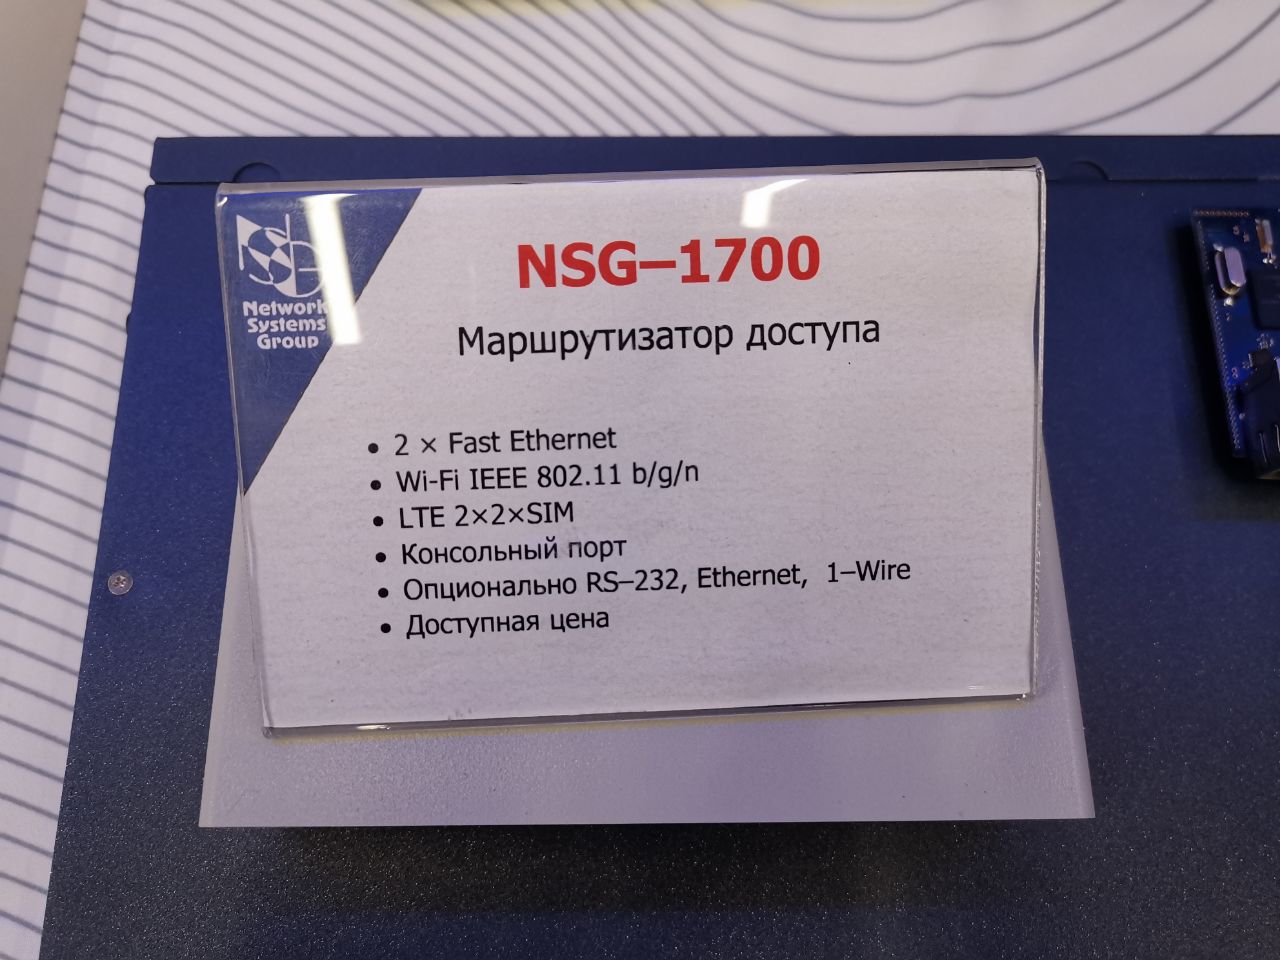 NSG
Network
Systems
Group
NSG–1700
Маршрутизатор доступа
• 2 × Fast Ethernet
• Wi-Fi IEEE 802.11 b/g/n
• LTE 2×2×SIM
• Консольный порт
• Опционально RS–232, Ethernet, 1–Wire
• Доступная цена